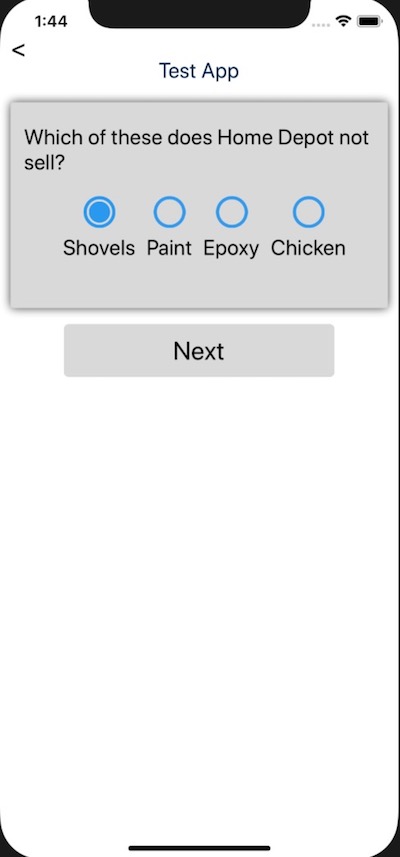 1:44
<
Test App
Which of these does Home Depot not
sell?
Shovels Paint Epoxy Chicken
Next